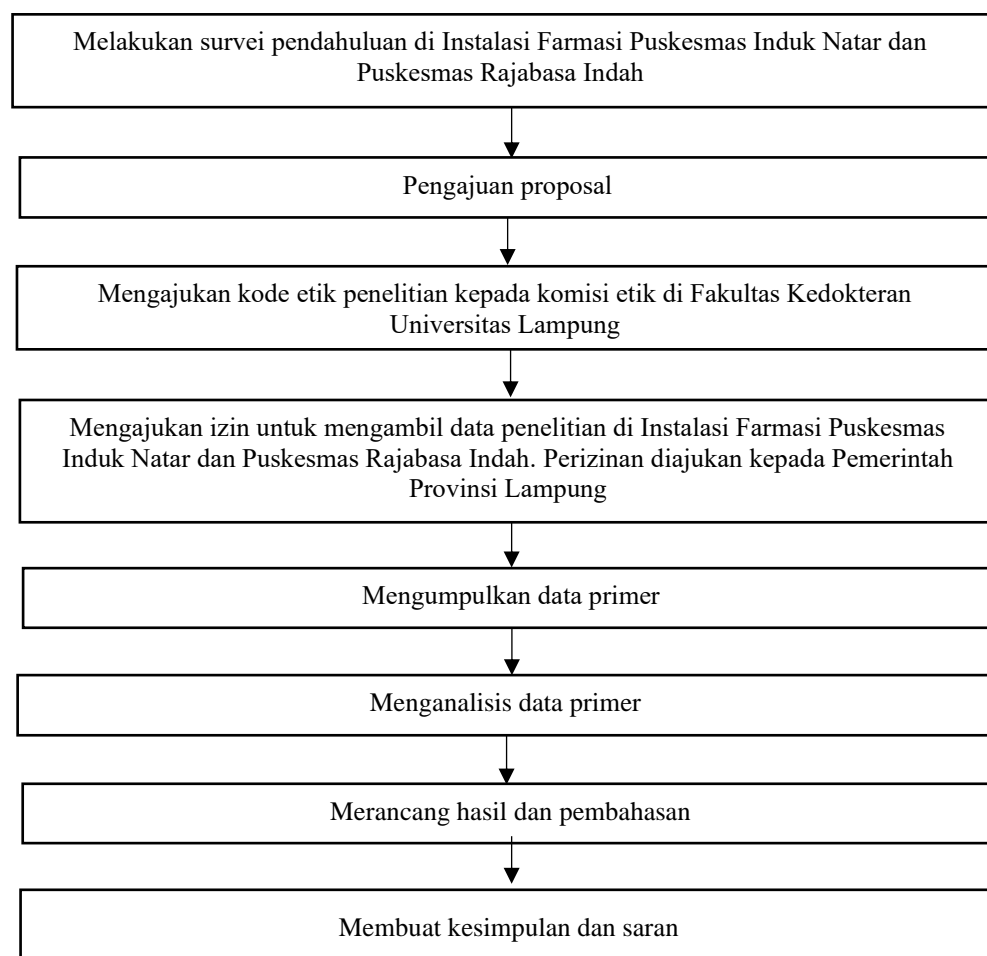 Melakukan survei pendahuluan di Instalasi Farmasi Puskesmas Induk Natar dan
Puskesmas Rajabasa Indah
Pengajuan proposal
Mengajukan kode etik penelitian kepada komisi etik di Fakultas Kedokteran
Universitas Lampung
Mengajukan izin untuk mengambil data penelitian di Instalasi Farmasi Puskesmas
Induk Natar dan Puskesmas Rajabasa Indah. Perizinan diajukan kepada Pemerintah
Provinsi Lampung
Mengumpulkan data primer
Menganalisis data primer
Merancang hasil dan pembahasan
Membuat kesimpulan dan saran